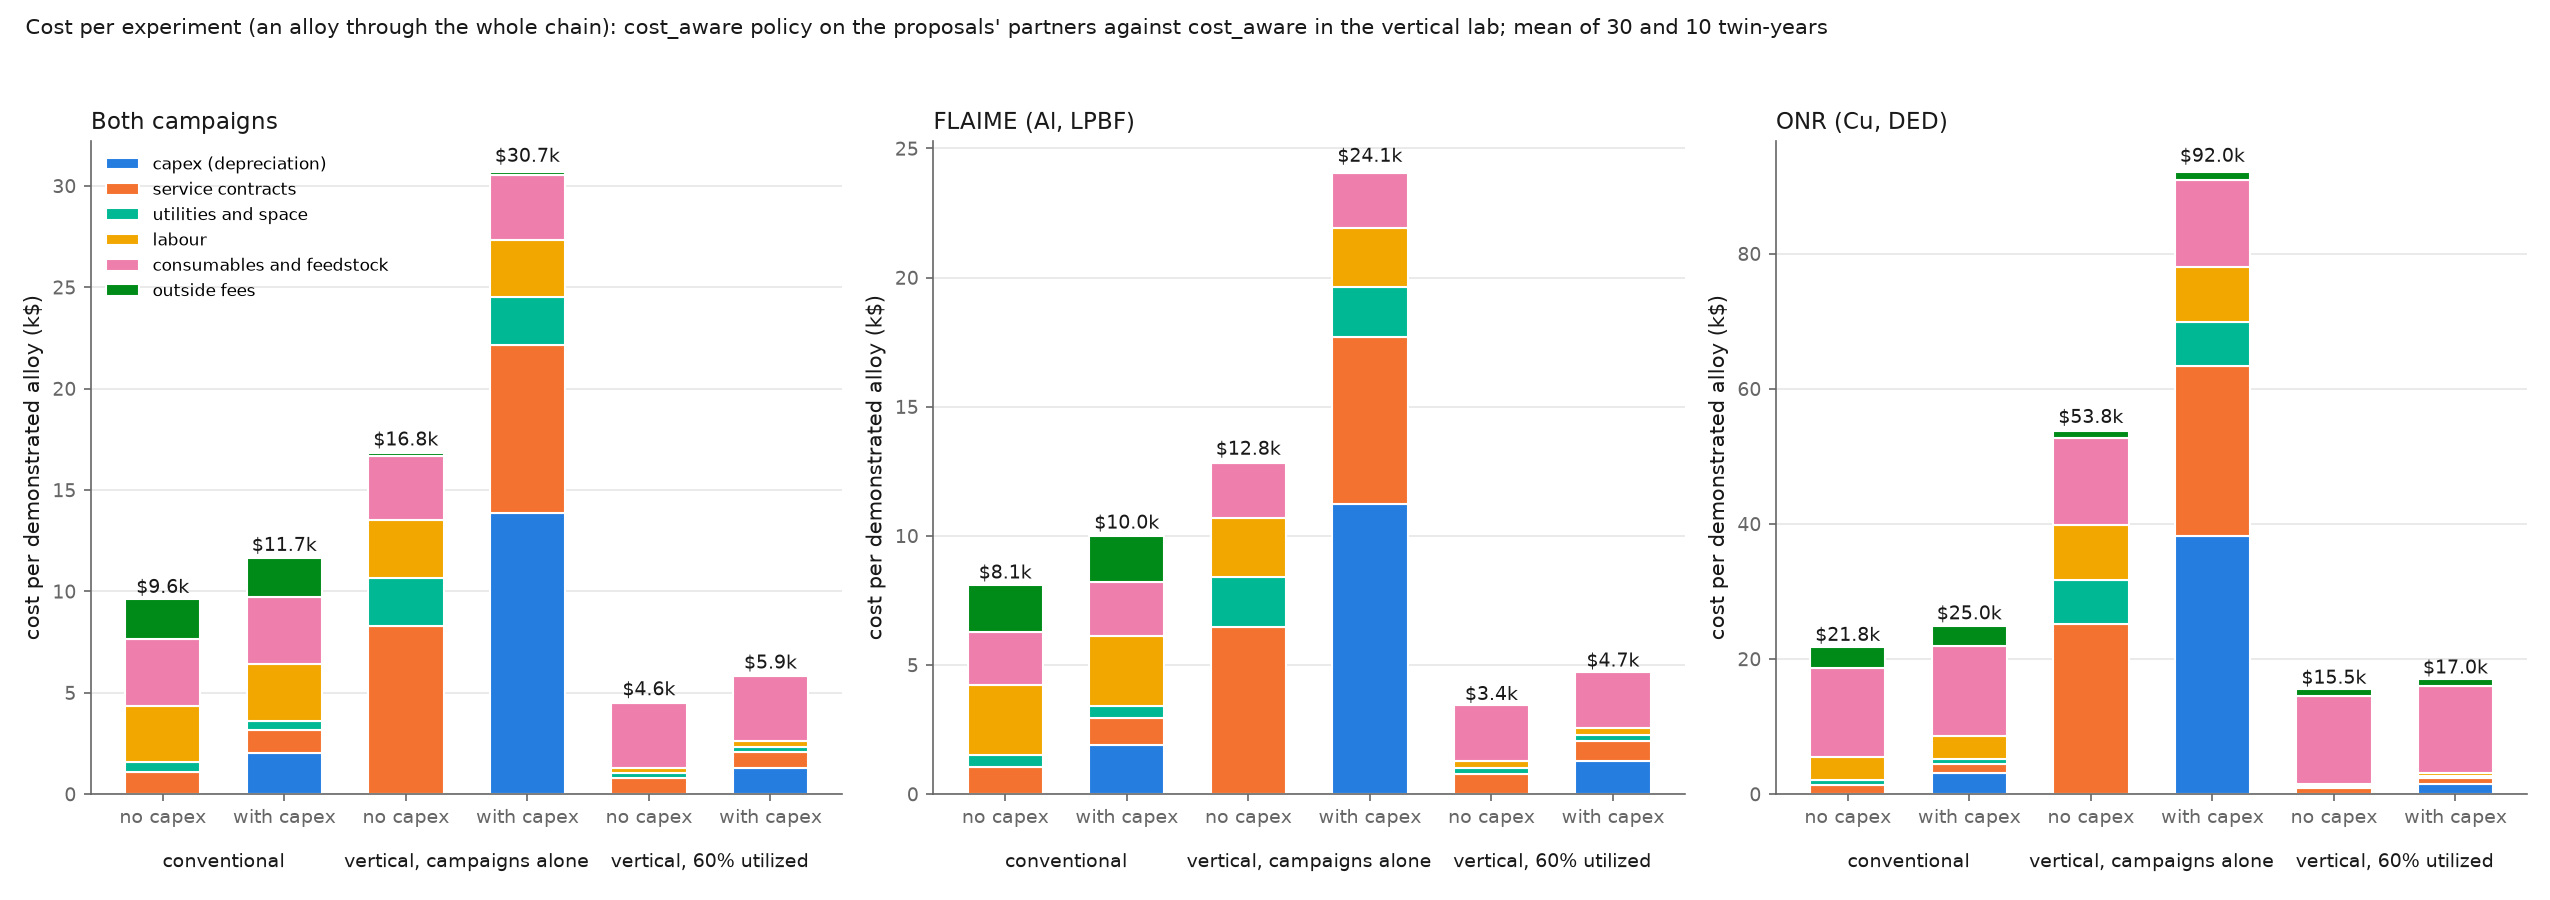 Cost per experiment (an alloy through the whole chain): cost_aware policy on the proposals' partners against cost_aware in the vertical lab; mean of 30 and 10 twin-years
Both campaigns
capex (depreciation)
service contracts
utilities and space
labour
consumables and feedstock
outside fees
cost per demonstrated alloy (k$)
30
25
20
15
10
5
0
$9.6k
$11.7k
$16.8k
$30.7k
$4.6k
$5.9k
no capex with capex no capex with capex no capex with capex
conventional vertical, campaigns alone vertical, 60% utilized
FLAIME (Al, LPBF)
cost per demonstrated alloy (k$)
25
20
15
10
5
0
$8.1k
$10.0k
$12.8k
$24.1k
$3.4k
$4.7k
no capex with capex no capex with capex no capex with capex
conventional vertical, campaigns alone vertical, 60% utilized
ONR (Cu, DED)
cost per demonstrated alloy (k$)
80
60
40
20
0
$21.8k
$25.0k
$53.8k
$92.0k
$15.5k
$17.0k
no capex with capex no capex with capex no capex with capex
conventional vertical, campaigns alone vertical, 60% utilized